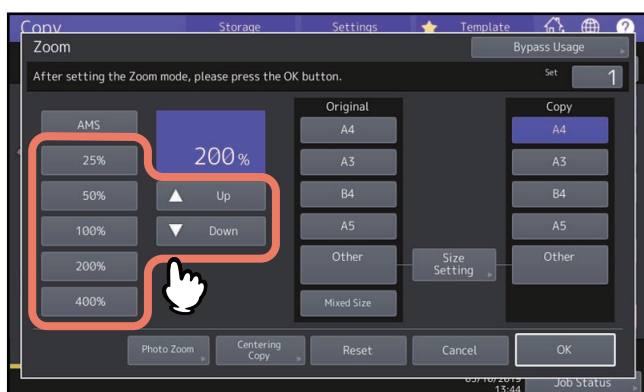 Copy Storage Settings Template
Zoom Bypass Usage
After setting the Zoom mode, please press the OK button. Set 1
Original Copy
AMS A4 A4
25% 200% A3 A3
50% Up B4 B4
100% Down A5 A5
200% Other Size Setting Other
400% Mixed Size
Photo Zoom Centering Copy Reset Cancel OK
13:44 Job Status